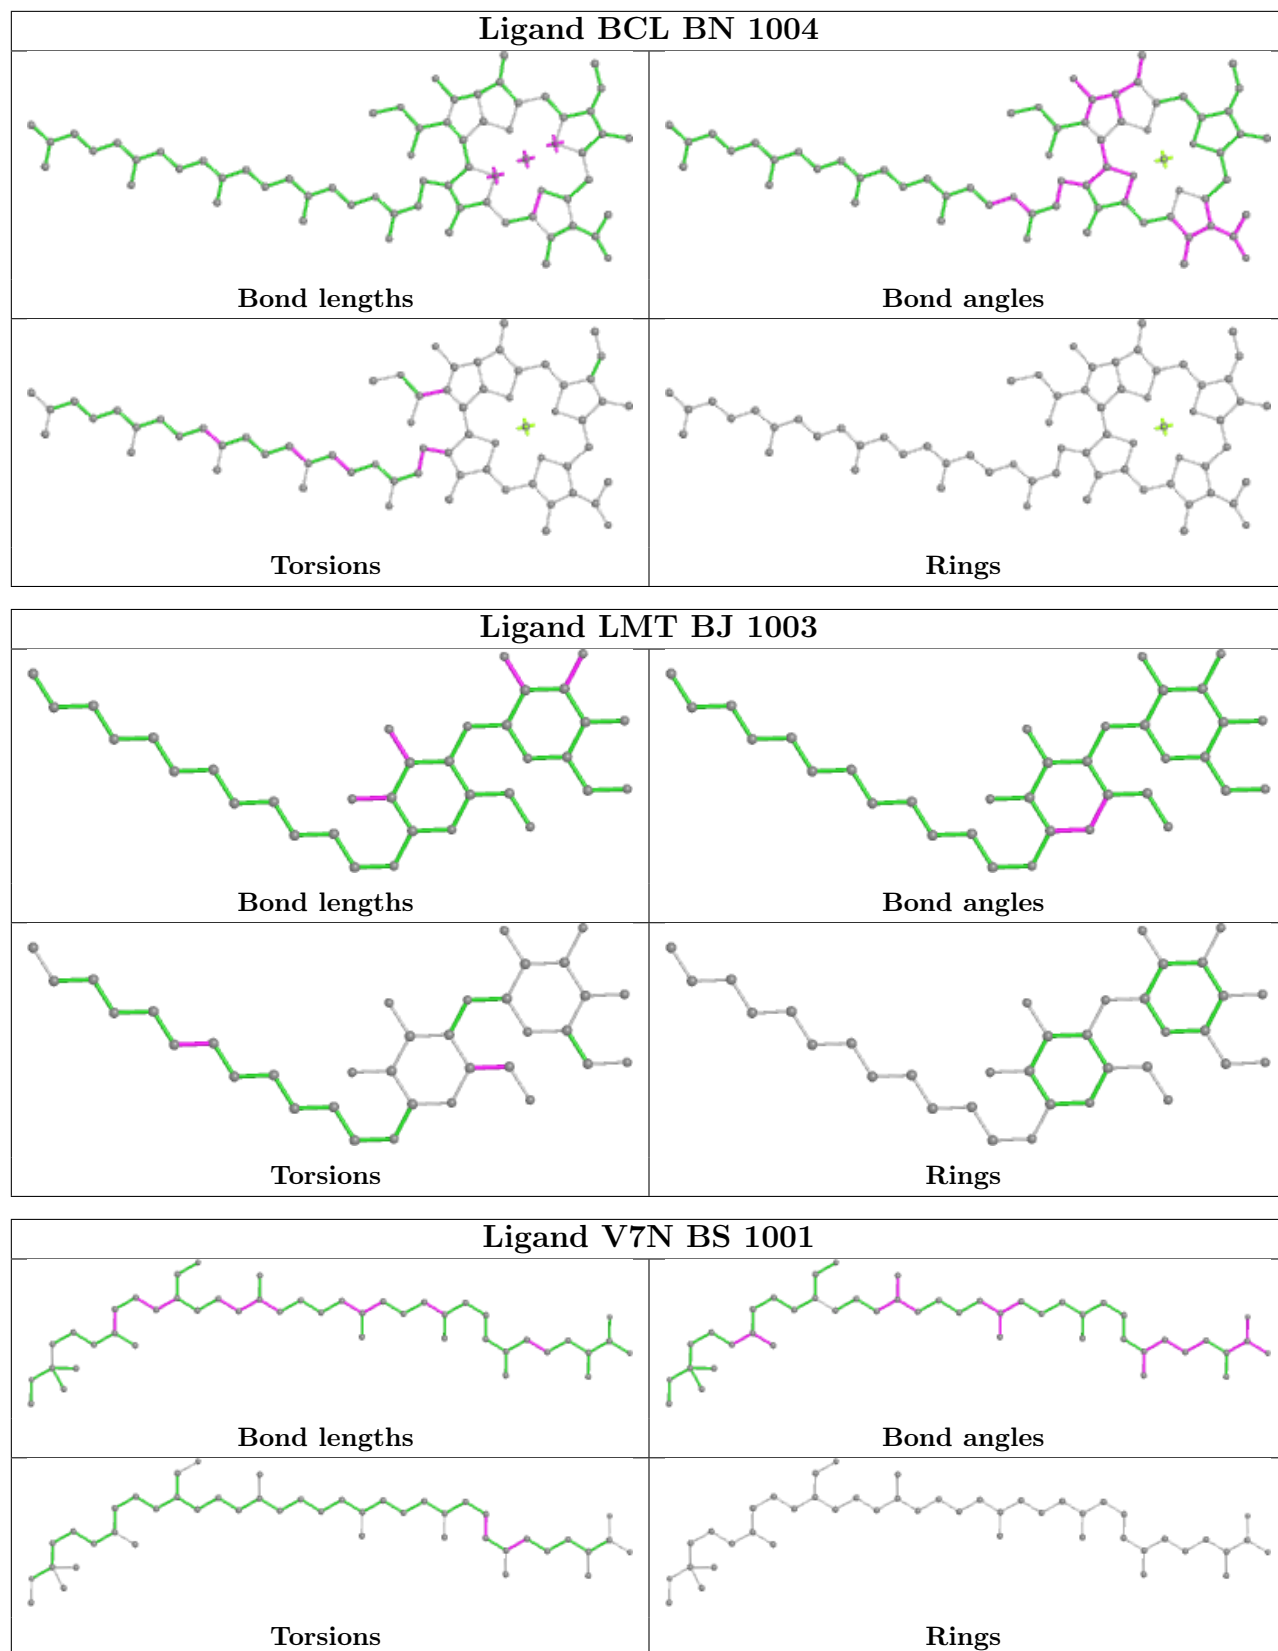 Ligand BCL BN 1004
Bond lengths
Bond angles
Torsions
Rings
Ligand LMT BJ 1003
Bond lengths
Bond angles
Torsions
Rings
Ligand V7N BS 1001
Bond lengths
Bond angles
Torsions
Rings